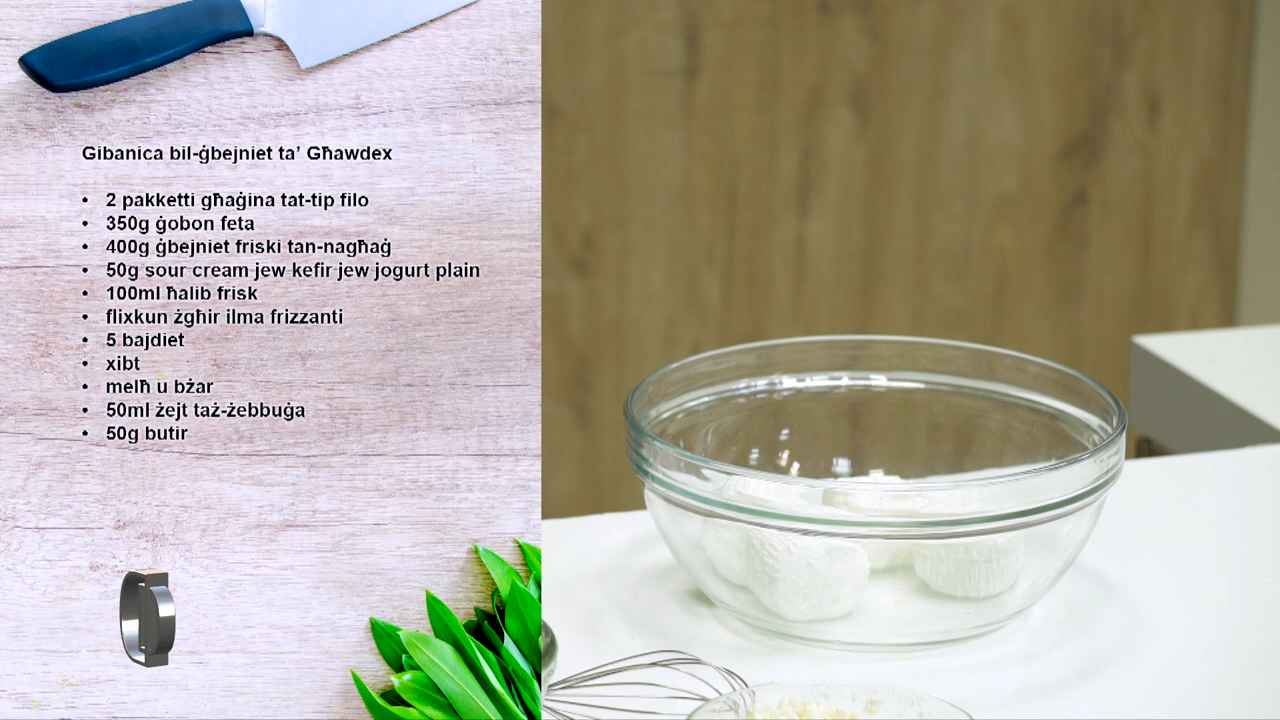 Gibanica bil-ġbejniet ta’ Għawdex
• 2 pakketti għaġina tat-tip filo
• 350g ġobon feta
• 400g ġbejniet friski tan-nagħaġ
• 50g sour cream jew kefir jew jogurt plain
• 100ml ħalib frisk
• flixkun żgħir ilma frizzanti
• 5 bajdiet
• xibt
• melħ u bżar
• 50ml żejt taż-żebbuġa
• 50g butir